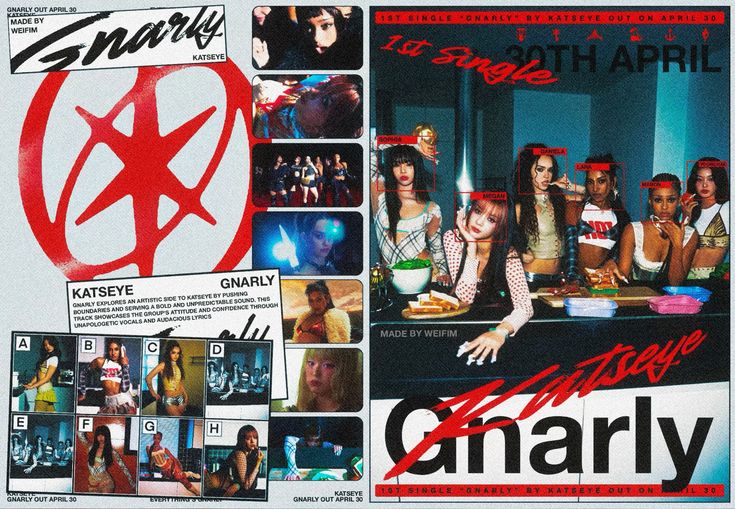 GNARLY OUT APRIL 30
KATSEYE
MADE BY
WEIFIM
Gnarly
KATSEYE
KATSEYE GNARLY
GNARLY EXPLORES AN ARTISTIC SIDE TO KATSEYE BY PUSHING
BOUNDARIES AND SERVING A BOLD AND UNPREDICTABLE SOUND. THIS
TRACK SHOWCASES THE GROUP'S ATTITUDE AND CONFIDENCE THROUGH
UNAPOLOGETIC VOCALS AND AUDACIOUS LYRICS
Gnarly
A
B
C
D
E
F
G
H
KATSEYE
GNARLY OUT APRIL 30
EVERYTHING'S GNARLY
KATSEYE
GNARLY OUT APRIL 30
1ST SINGLE "GNARLY" BY KATSEYE OUT ON APRIL 30
1st Single
30TH APRIL
SOPHIA
MEGAN
DANIELA
LARA
MANON
MADE BY WEIFIM
Katseye
Gnarly
1ST SINGLE "GNARLY" BY KATSEYE OUT ON APRIL 30